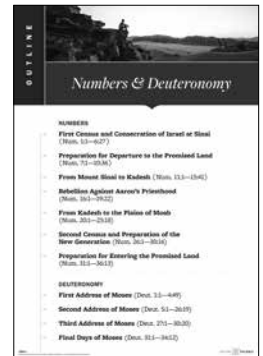 OUTLINE
Numbers & Deuteronomy
NUMBERS
First Census and Consecration of Israel at Sinai
(Num. 1:1—6:27)
Preparation for Departure to the Promised Land
(Num. 7:1—10:36)
From Mount Sinai to Kadesh (Num. 11:1—15:41)
Rebellion Against Aaron's Priesthood
(Num. 16:1—19:22)
From Kadesh to the Plains of Moab
(Num. 20:1—25:18)
Second Census and Preparation of the
New Generation (Num. 26:1—30:16)
Preparation for Entering the Promised Land
(Num. 31:1—36:13)
DEUTERONOMY
First Address of Moses (Deut. 1:1—4:49)
Second Address of Moses (Deut. 5:1—26:19)
Third Address of Moses (Deut. 27:1—30:20)
Final Days of Moses (Deut. 31:1—34:12)